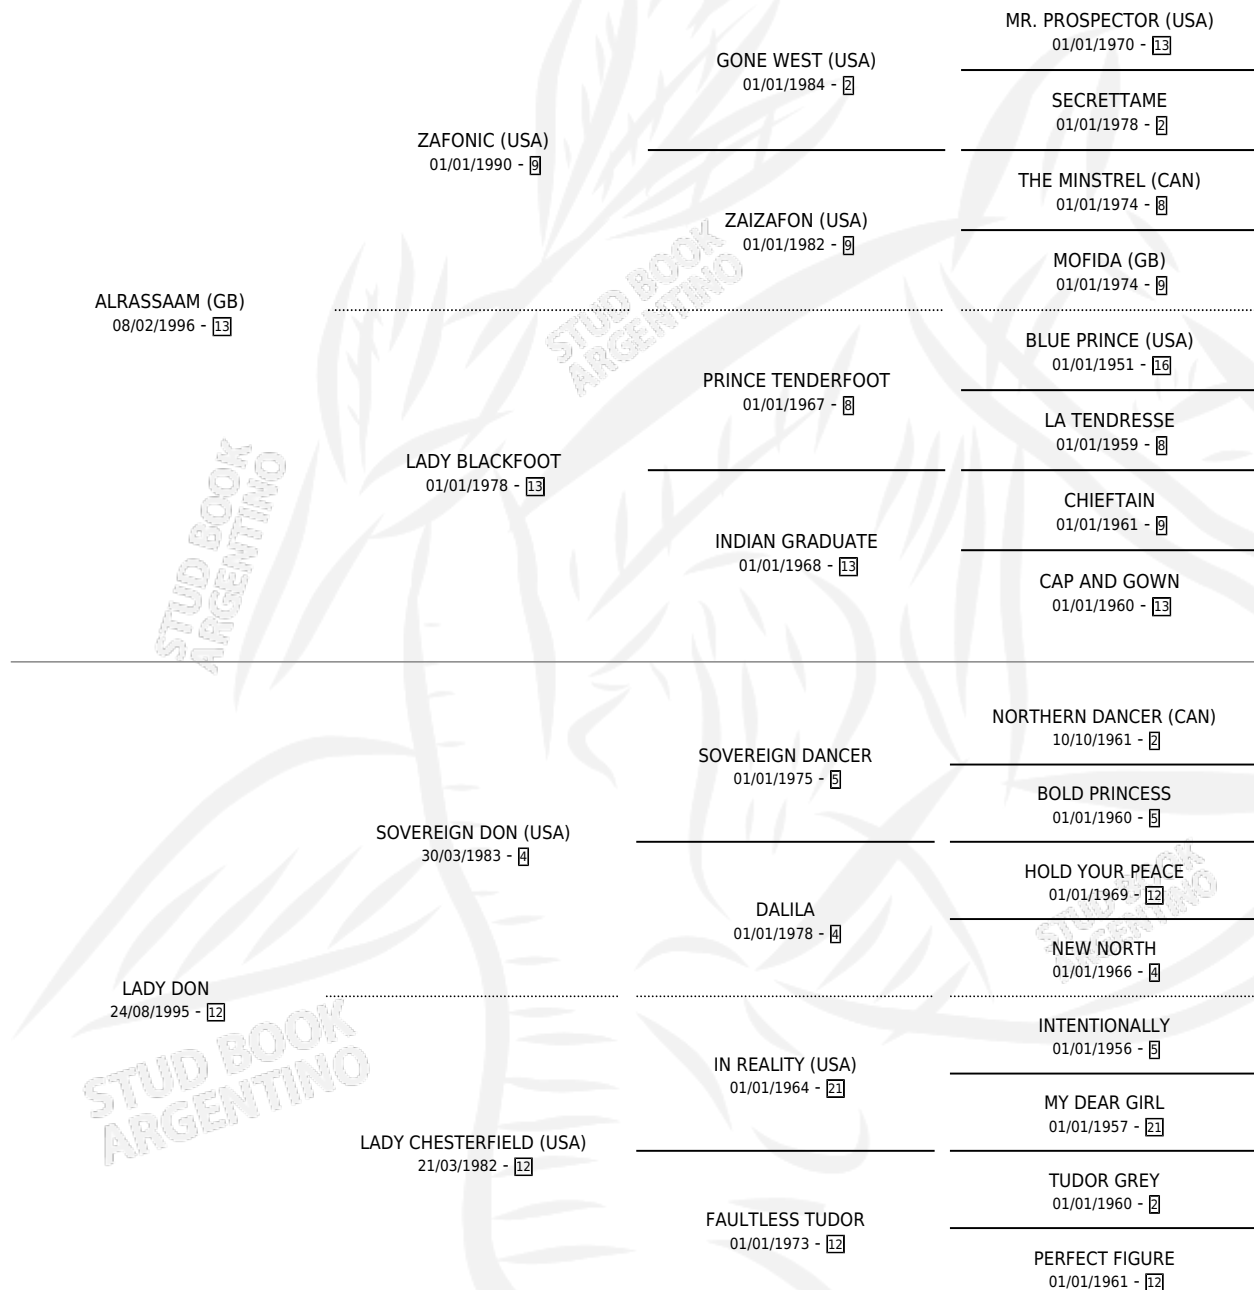 MR. PROSPECTOR (USA)
01/01/1970 - 13
GONE WEST (USA)
01/01/1984 - 2
SECRETTAME
01/01/1978 - 2
ZAFONIC (USA)
01/01/1990 - 9
THE MINSTREL (CAN)
01/01/1974 - 8
ZAIZAFON (USA)
01/01/1982 - 9
MOFIDA (GB)
01/01/1974 - 9
ALRASSAAM (GB)
08/02/1996 - 13
BLUE PRINCE (USA)
01/01/1951 - 16
PRINCE TENDERFOOT
01/01/1967 - 8
LA TENDRESSE
01/01/1959 - 8
LADY BLACKFOOT
01/01/1978 - 13
CHIEFTAIN
01/01/1961 - 9
INDIAN GRADUATE
01/01/1968 - 13
CAP AND GOWN
01/01/1960 - 13
NORTHERN DANCER (CAN)
10/10/1961 - 2
SOVEREIGN DANCER
01/01/1975 - 5
BOLD PRINCESS
01/01/1960 - 5
SOVEREIGN DON (USA)
30/03/1983 - 4
HOLD YOUR PEACE
01/01/1969 - 12
DALILA
01/01/1978 - 4
NEW NORTH
01/01/1966 - 4
LADY DON
24/08/1995 - 12
INTENTIONALLY
01/01/1956 - 5
IN REALITY (USA)
01/01/1964 - 21
MY DEAR GIRL
01/01/1957 - 21
LADY CHESTERFIELD (USA)
21/03/1982 - 12
TUDOR GREY
01/01/1960 - 2
FAULTLESS TUDOR
01/01/1973 - 12
PERFECT FIGURE
01/01/1961 - 12
STUD BOOK
ARGENTINO
STUD BOOK
ARGENTINO
STUD BOOK
ARGENTINO
STUD BOOK
ARGENTINO